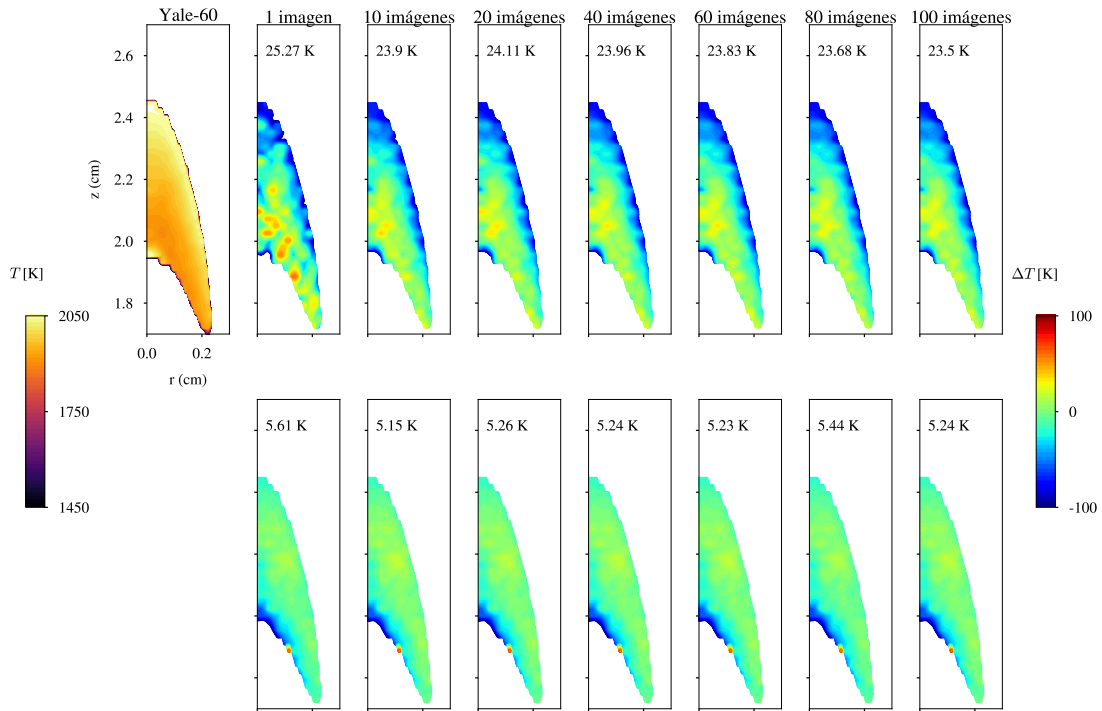 Yale-60 1 imagen 10 imágenes 20 imágenes 40 imágenes 60 imágenes 80 imágenes 100 imágenes
2.6 25.27 K 23.9 K 24.11 K 23.96 K 23.83 K 23.68 K 23.5 K
2.4
2.2
z (cm)
2.0
T [K] ΔT [K]
1.8
2050 100
0.0 0.2
r (cm)
1750 0
5.61 K 5.15 K 5.26 K 5.24 K 5.23 K 5.44 K 5.24 K
1450 -100